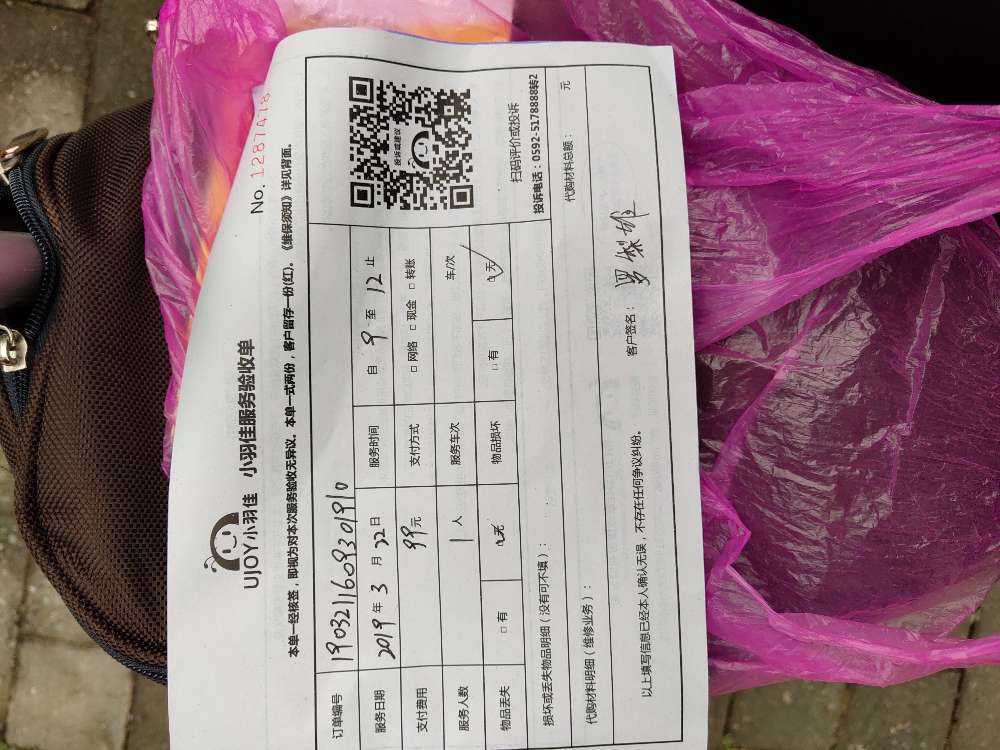 No. 1287478
UJOY小羽佳 小羽佳服务验收单
本单一经核签，即视为对本次服务验收无异议。本单一式两份，客户留存一份(红)。《维保须知》详见背面。
订单编号 190321160930191０
服务日期 2019 年 3 月 22 日 服务时间 自 9 至 12 止
支付费用 99元 支付方式 □ 网络 □ 现金 □ 转账
服务人数 1 人 服务车次 车/次
物品丢失 □ 有 □ 无 物品损坏 □ 有 □ 无
损坏或丢失物品明细（没有可不填）：
代购材料明细（维修业务）： 代购材料总额： 元
以上填写信息已经本人确认无误，不存在任何争议纠纷。 客户签名：
投诉或建议
扫码评价或投诉
投诉电话：0592-5178888转2